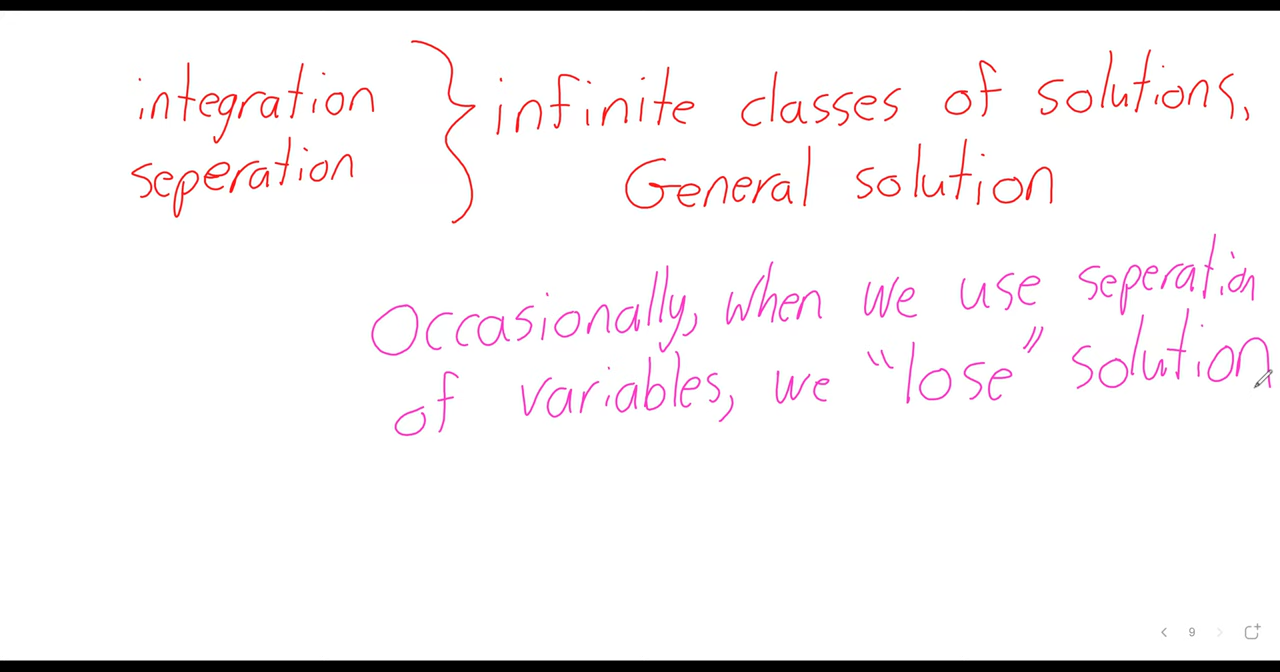 integration
seperation
infinite classes of solutions,
General solution
Occasionally, when we use seperation
of variables, we "lose" solution
9